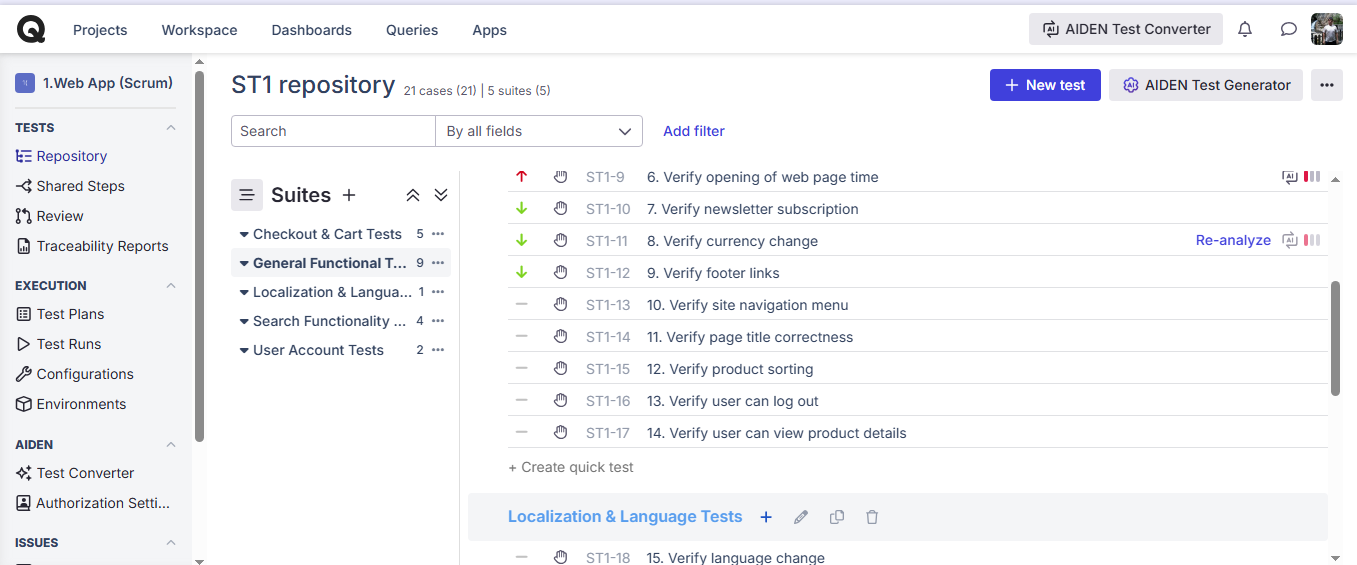 Projects
Workspace
Dashboards
Queries
Apps
AIDEN Test Converter
1.Web App (Scrum)
TESTS
Repository
Shared Steps
Review
Traceability Reports
EXECUTION
Test Plans
Test Runs
Configurations
Environments
AIDEN
Test Converter
Authorization Setti...
ISSUES
ST1 repository 21 cases (21) | 5 suites (5)
+ New test
AIDEN Test Generator
Search
By all fields
Add filter
Suites +
Checkout & Cart Tests 5
General Functional T... 9
Localization & Langua... 1
Search Functionality ... 4
User Account Tests 2
ST1-9 6. Verify opening of web page time
ST1-10 7. Verify newsletter subscription
ST1-11 8. Verify currency change Re-analyze
ST1-12 9. Verify footer links
ST1-13 10. Verify site navigation menu
ST1-14 11. Verify page title correctness
ST1-15 12. Verify product sorting
ST1-16 13. Verify user can log out
ST1-17 14. Verify user can view product details
+ Create quick test
Localization & Language Tests +
ST1-18 15. Verify language change